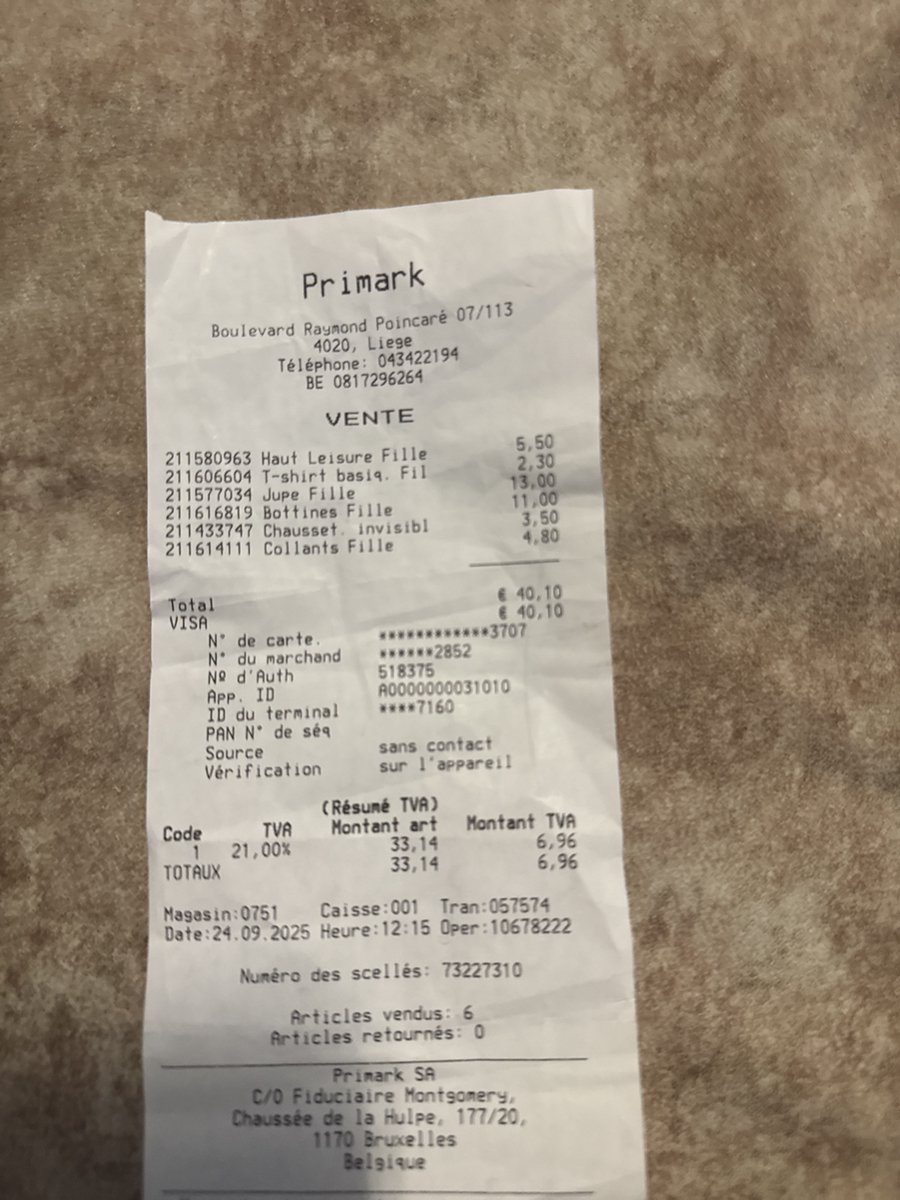 Primark
Boulevard Raymond Poincaré 07/113
4020, Liege
Téléphone: 043422194
BE 0817296264
VENTE
211580963 Haut Leisure Fille 5,50
211606604 T-shirt basiq. Fil 2,30
211577034 Jupe Fille 13,00
211616819 Bottines Fille 11,00
211433747 Chausset. invisibl 3,50
211614111 Collants Fille 4,80
Total € 40,10
VISA € 40,10
N° de carte. ************3707
N° du marchand ******2852
Nº d'Auth 518375
App. ID A0000000031010
ID du terminal ****7160
PAN N° de séq
Source sans contact
Vérification sur l'appareil
(Résumé TVA)
Code TVA Montant art Montant TVA
1 21,00% 33,14 6,96
TOTAUX 33,14 6,96
Magasin:0751 Caisse:001 Tran:057574
Date:24.09.2025 Heure:12:15 Oper:10678222
Numéro des scellés: 73227310
Articles vendus: 6
Articles retournés: 0
Primark SA
C/O Fiduciaire Montgomery,
Chaussée de la Hulpe, 177/20,
1170 Bruxelles
Belgique